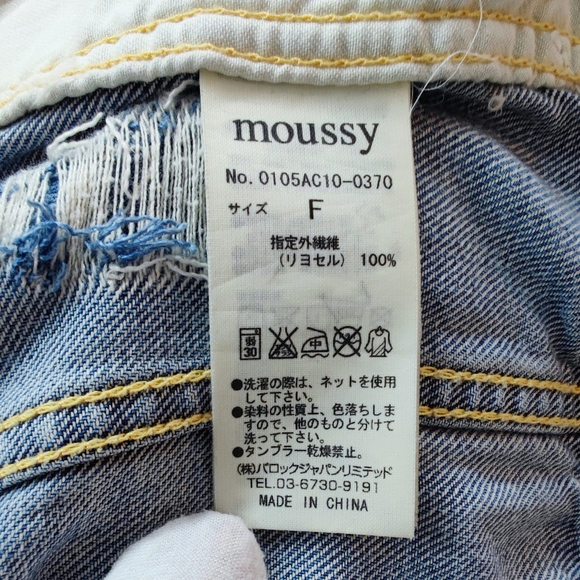 moussy
No. 0105AC10-0370
サイズ F
指定外繊維
(リヨセル) 100%
弱
30
中
●洗濯の際は、ネットを使用
して下さい。
●染料の性質上、色落ちしま
すので、他のものと分けて
洗って下さい。
●タンブラー乾燥禁止。
(株)バロックジャパンリミテッド
TEL.03-6730-9191
MADE IN CHINA